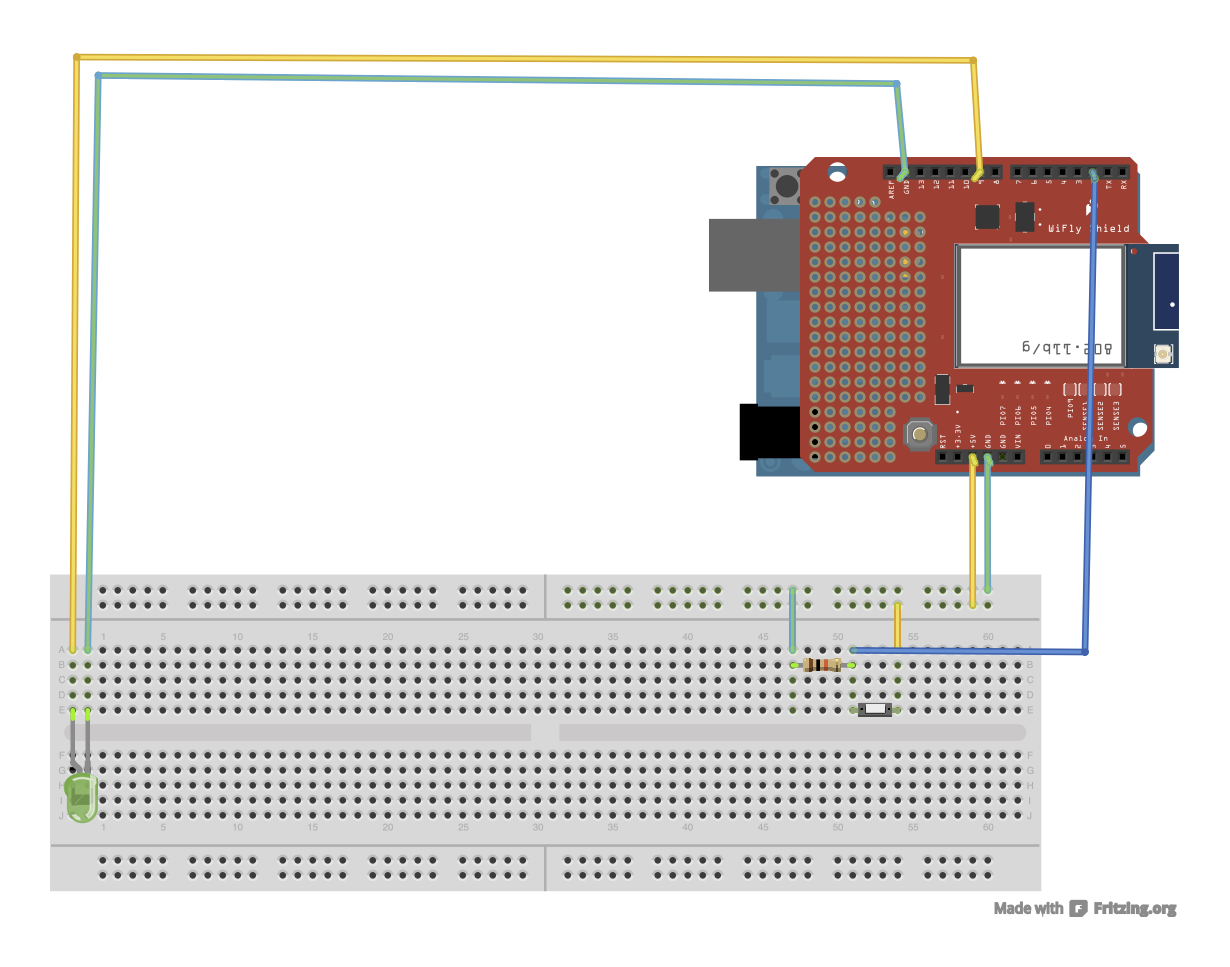 AREF GND 13 12 11 10 9 8 7 6 5 4 3 TX RX
WiFly Shield
802.11b/g
PIO9 SENSE1 SENSE2 SENSE3
PIO7 PIO6 PIO5 PIO4
RST +3.3V +5V GND GND VIN
Analog In
0 1 2 3 4 5
1 5 10 15 20 25 30 35 40 45 50 55 60
A
B B
C C
D D
E E
F F
G G
H H
I I
J J
1 5 10 15 20 25 30 35 40 45 50 55 60
Made with Fritzing.org